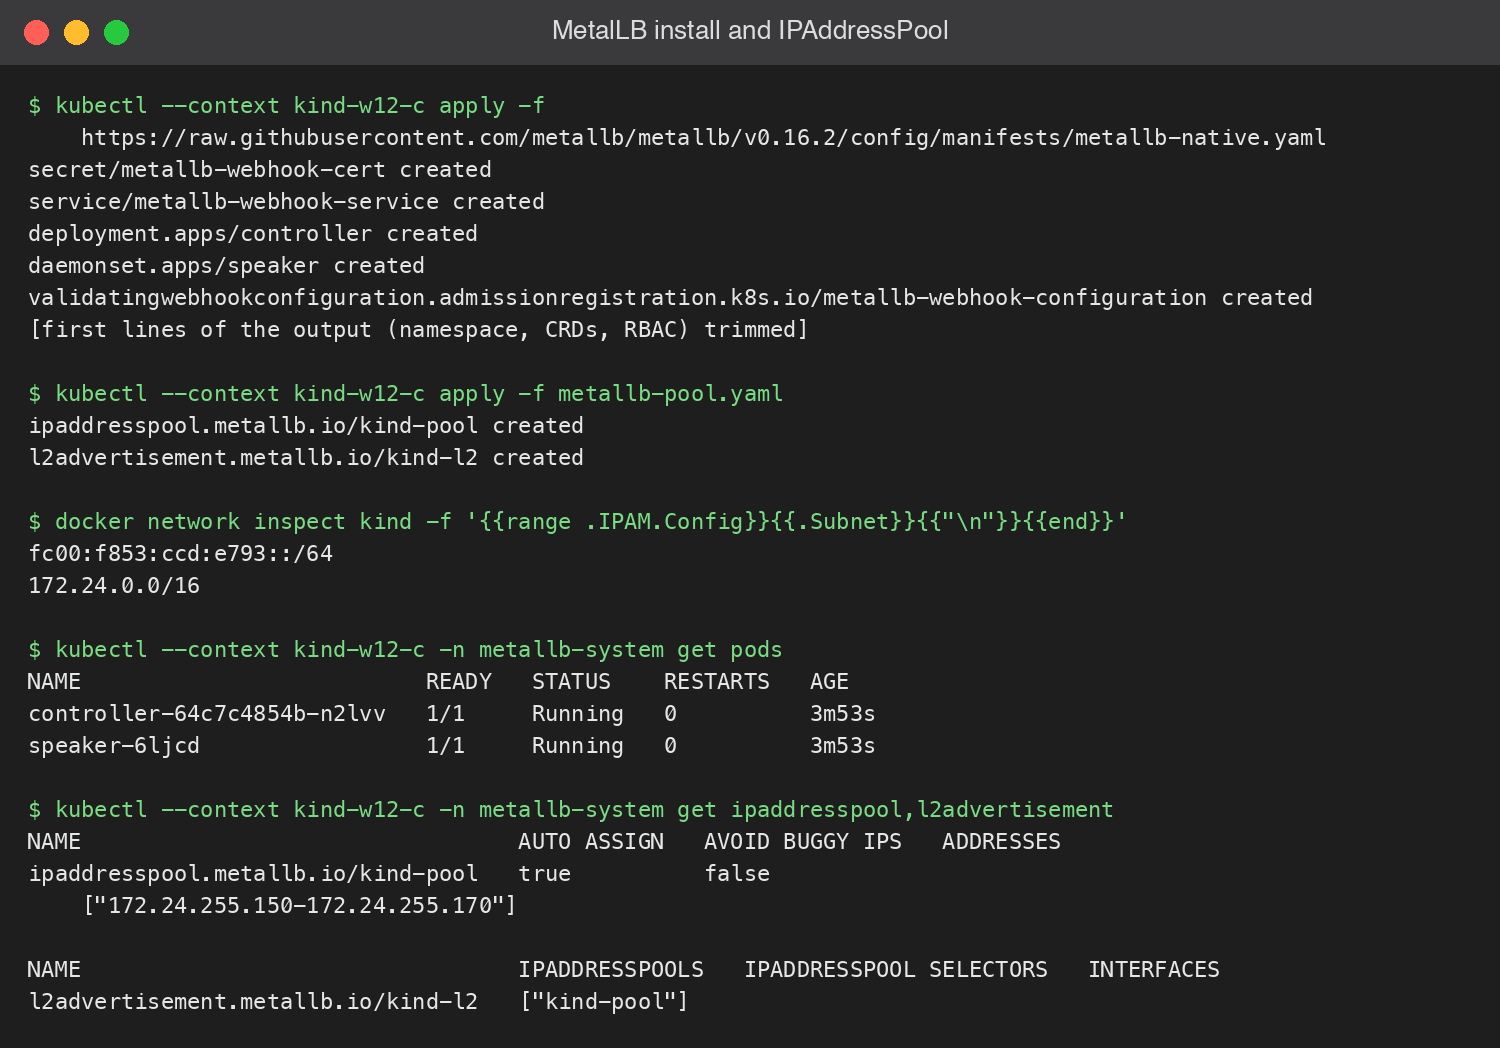 MetalLB install and IPAddressPool
$ kubectl --context kind-w12-c apply -f
    https://raw.githubusercontent.com/metallb/metallb/v0.16.2/config/manifests/metallb-native.yaml
secret/metallb-webhook-cert created
service/metallb-webhook-service created
deployment.apps/controller created
daemonset.apps/speaker created
validatingwebhookconfiguration.admissionregistration.k8s.io/metallb-webhook-configuration created
[first lines of the output (namespace, CRDs, RBAC) trimmed]

$ kubectl --context kind-w12-c apply -f metallb-pool.yaml
ipaddresspool.metallb.io/kind-pool created
l2advertisement.metallb.io/kind-l2 created

$ docker network inspect kind -f '{{range .IPAM.Config}}{{.Subnet}}{{"\n"}}{{end}}'
fc00:f853:ccd:e793::/64
172.24.0.0/16

$ kubectl --context kind-w12-c -n metallb-system get pods
NAME                          READY   STATUS    RESTARTS   AGE
controller-64c7c4854b-n2lvv   1/1     Running   0          3m53s
speaker-6ljcd                 1/1     Running   0          3m53s

$ kubectl --context kind-w12-c -n metallb-system get ipaddresspool,l2advertisement
NAME                                 AUTO ASSIGN   AVOID BUGGY IPS   ADDRESSES
ipaddresspool.metallb.io/kind-pool   true          false
    ["172.24.255.150-172.24.255.170"]

NAME                                 IPADDRESSPOOLS   IPADDRESSPOOL SELECTORS   INTERFACES
l2advertisement.metallb.io/kind-l2   ["kind-pool"]